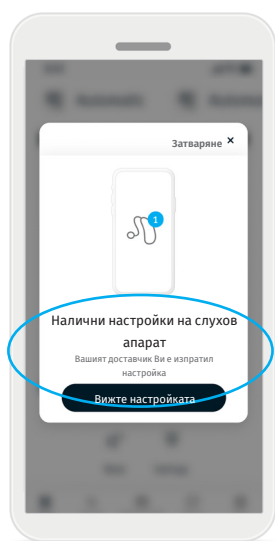 Затваряне ×
1
Налични настройки на слухов
апарат
Вашият доставчик Ви е изпратил
настройка
Вижте настройката